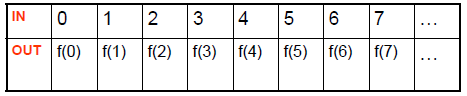 IN 0 1 2 3 4 5 6 7 ...
OUT f(0) f(1) f(2) f(3) f(4) f(5) f(6) f(7) ...